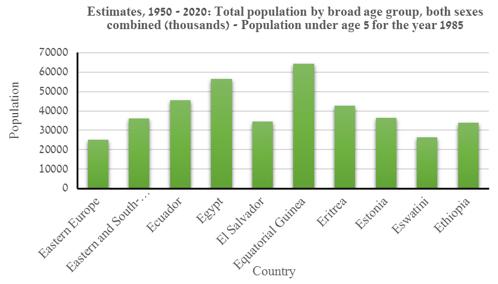 Estimates, 1950 - 2020: Total population by broad age group, both sexes
combined (thousands) - Population under age 5 for the year 1985
70000
60000
50000
40000
30000
20000
10000
0
Population
Eastern Europe
Eastern and South-...
Ecuador
Egypt
El Salvador
Equatorial Guinea
Eritrea
Estonia
Eswatini
Ethiopia
Country